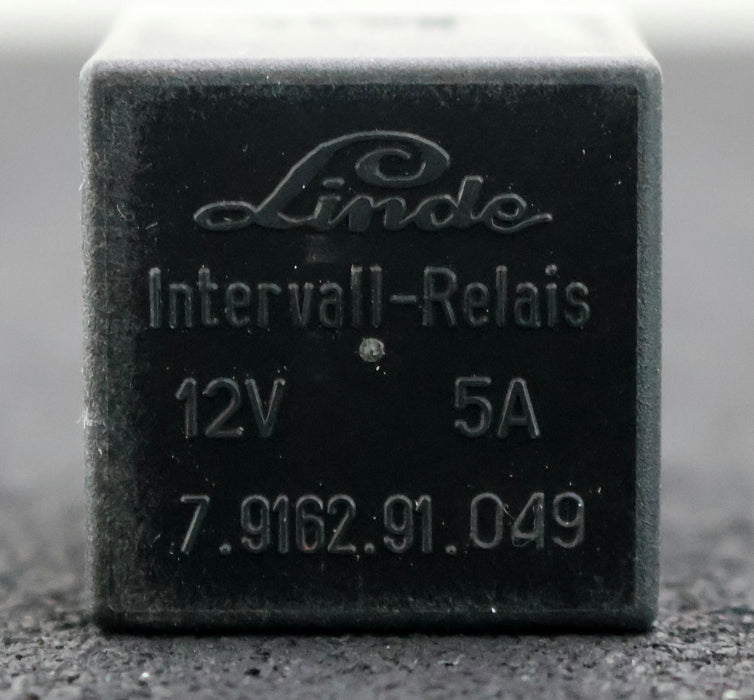 Linde
Intervall-Relais
12V 5A
7.9162.91.049